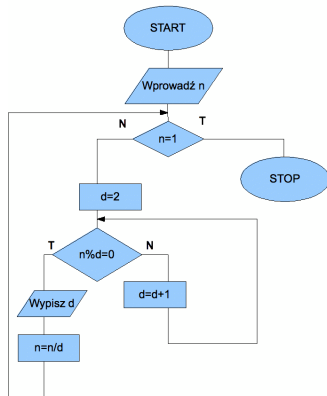 START
Wprowadź n
N
T
n=1
STOP
d=2
T
n%d=0
N
Wypisz d
d=d+1
n=n/d